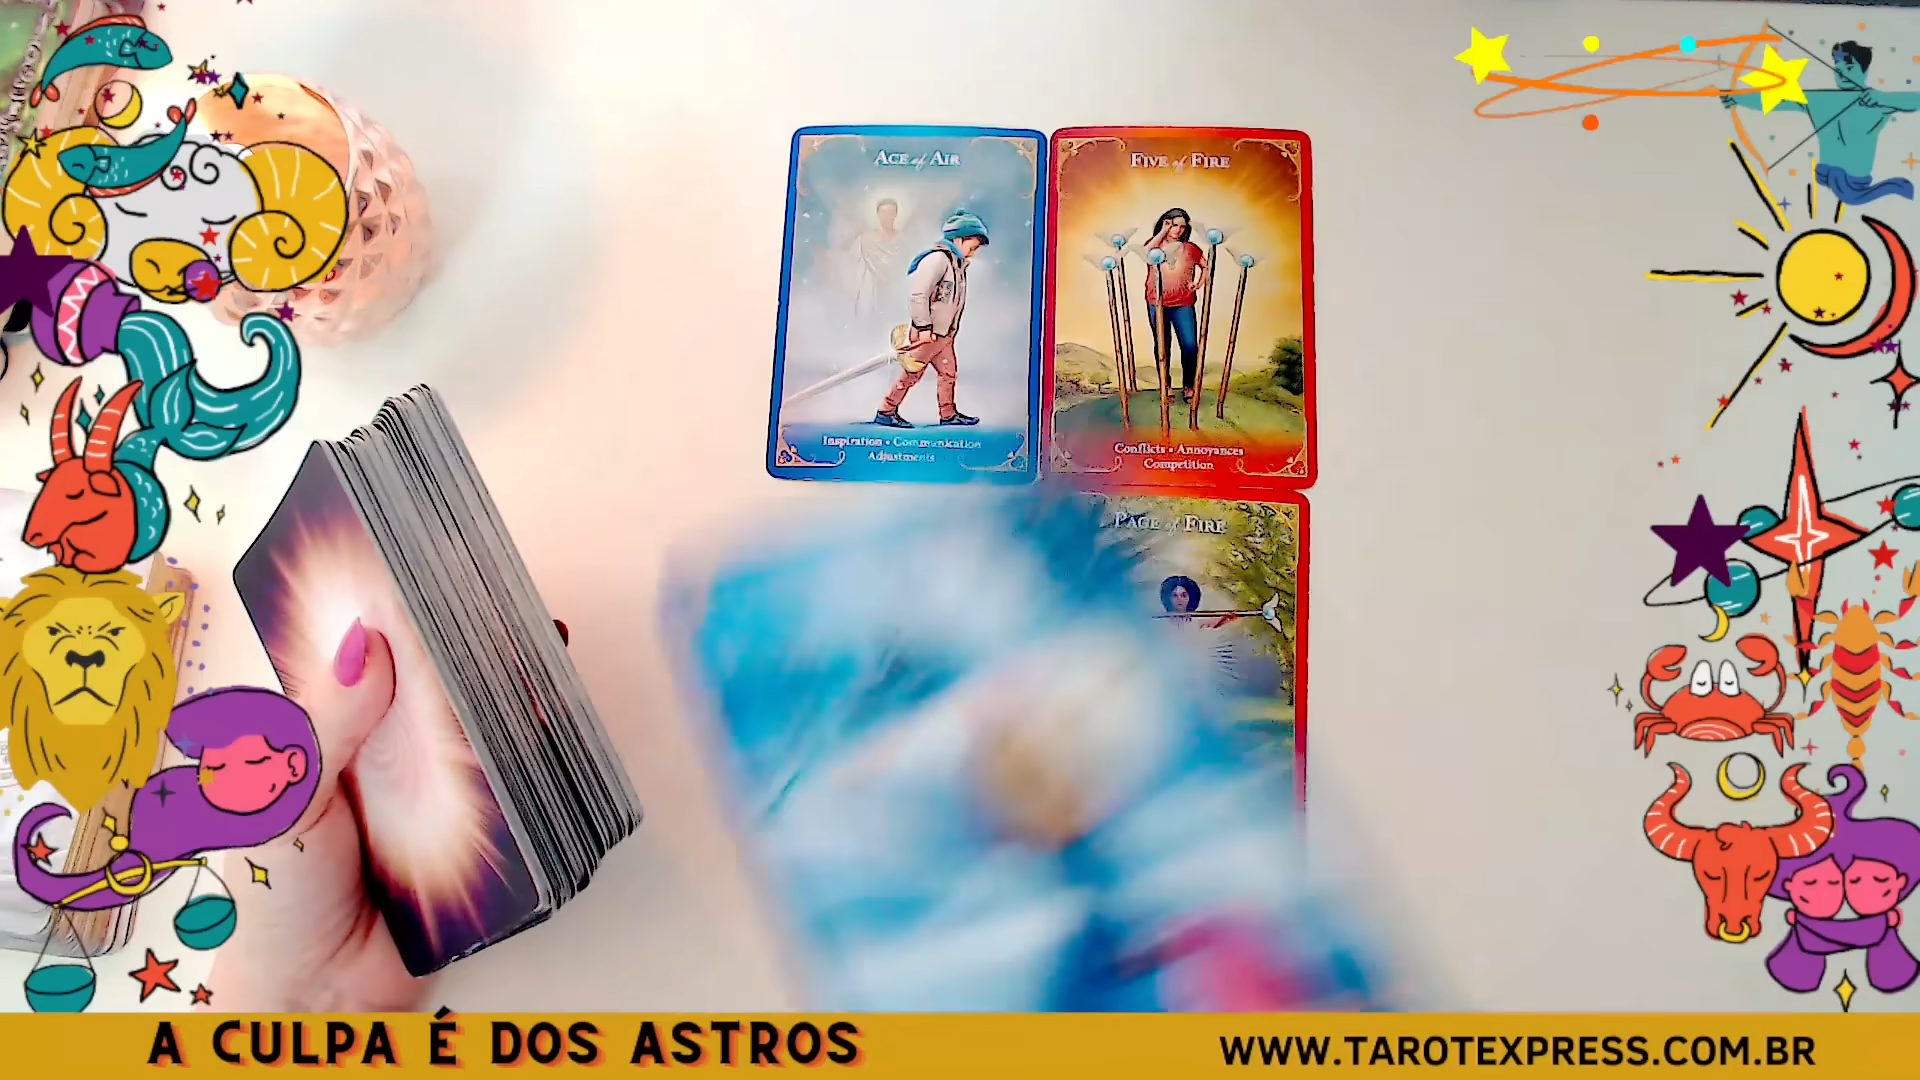 ACE of AIR
Inspiration • Communication
Adjustments
FIVE of FIRE
Conflicts • Annoyances
Competition
PAGE of FIRE
A CULPA É DOS ASTROS
WWW.TAROTEXPRESS.COM.BR